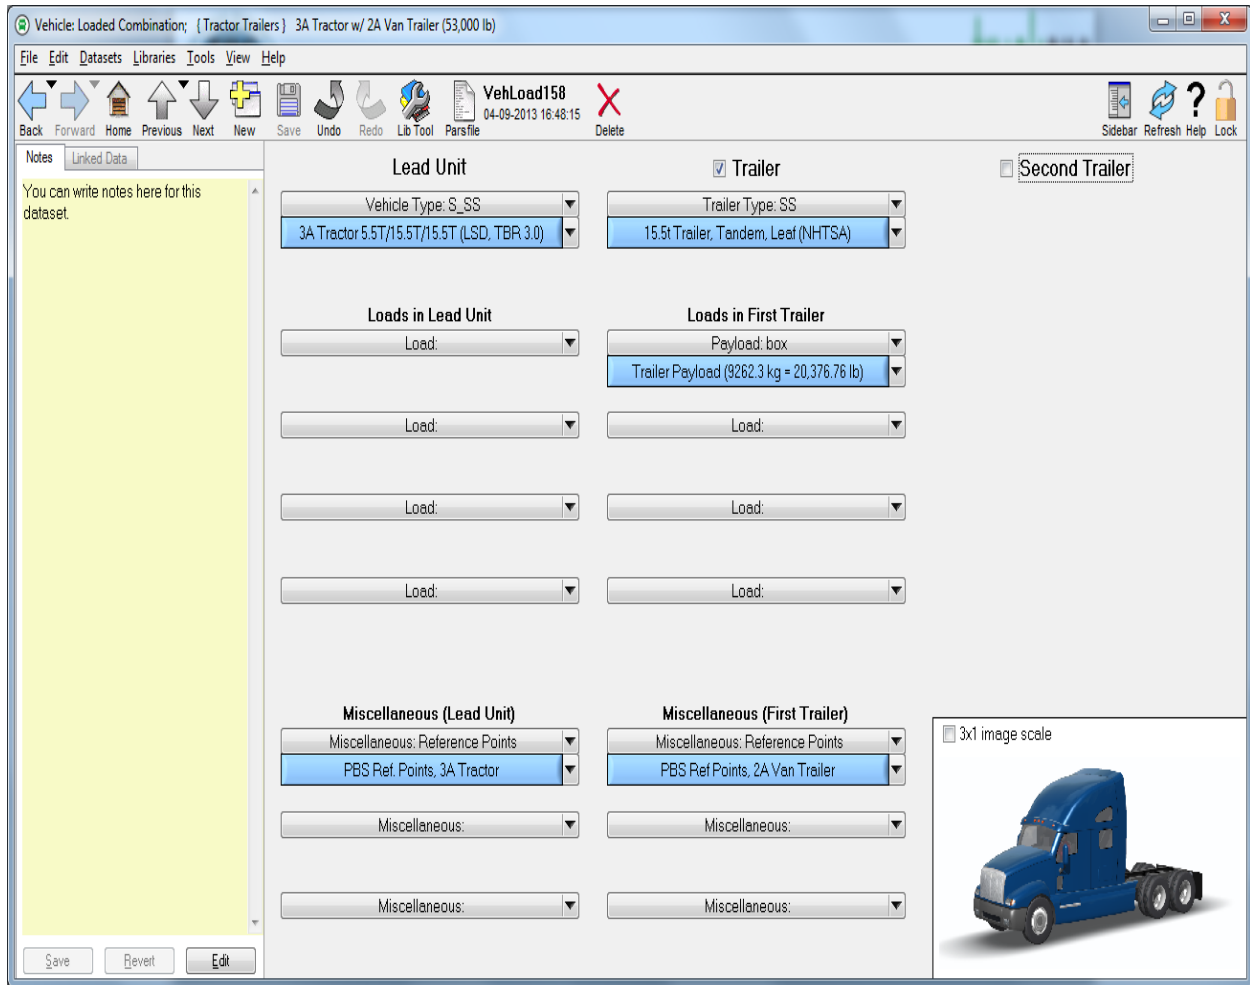 Vehicle: Loaded Combination; { Tractor Trailers } 3A Tractor w/ 2A Van Trailer (53,000 lb)
File Edit Datasets Libraries Tools View Help
VehLoad158
04-09-2013 16:48:15
Back Forward Home Previous Next New Save Undo Redo Lib Tool Parsfile Delete Sidebar Refresh Help Lock
Notes Linked Data
You can write notes here for this
dataset.
Lead Unit Trailer Second Trailer
Vehicle Type: S_SS Trailer Type: SS
3A Tractor 5.5T/15.5T/15.5T (LSD, TBR 3.0) 15.5t Trailer, Tandem, Leaf (NHTSA)
Loads in Lead Unit Loads in First Trailer
Load: Payload: box
Trailer Payload (9262.3 kg = 20,376.76 lb)
Load: Load:
Load: Load:
Load: Load:
Miscellaneous (Lead Unit) Miscellaneous (First Trailer)
Miscellaneous: Reference Points Miscellaneous: Reference Points
PBS Ref. Points, 3A Tractor PBS Ref Points, 2A Van Trailer
Miscellaneous: Miscellaneous:
Miscellaneous: Miscellaneous:
3x1 image scale
Save Revert Edit